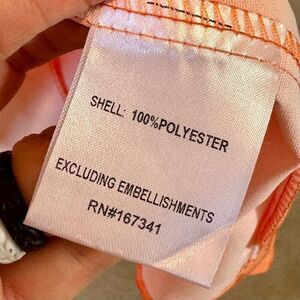 SHELL: 100%POLYESTER
EXCLUDING EMBELLISHMENTS
RN#167341